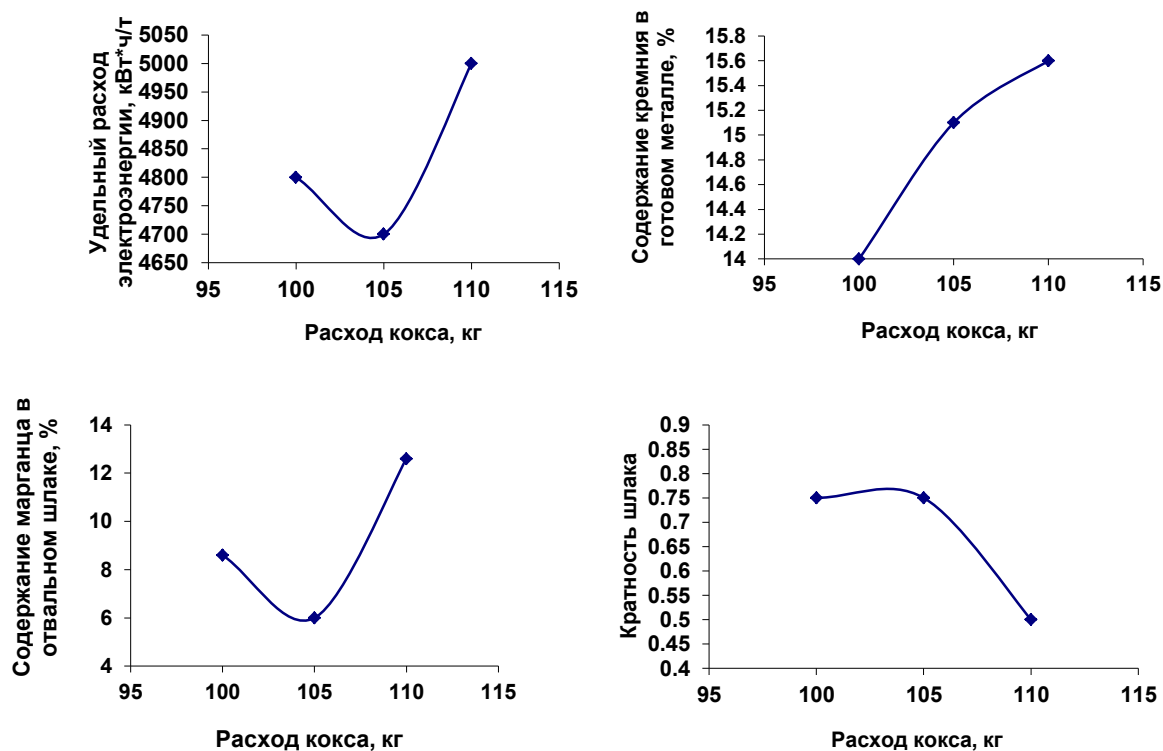 Удельный расход
электроэнергии, кВт*ч/т
5050
5000
4950
4900
4850
4800
4750
4700
4650
95 100 105 110 115
Расход кокса, кг
Содержание кремния в
готовом металле, %
15.8
15.6
15.4
15.2
15
14.8
14.6
14.4
14.2
14
95 100 105 110 115
Расход кокса, кг
Содержание марганца в
отвальном шлаке, %
14
12
10
8
6
4
95 100 105 110 115
Расход кокса, кг
Кратность шлака
0.9
0.85
0.8
0.75
0.7
0.65
0.6
0.55
0.5
0.45
0.4
95 100 105 110 115
Расход кокса, кг